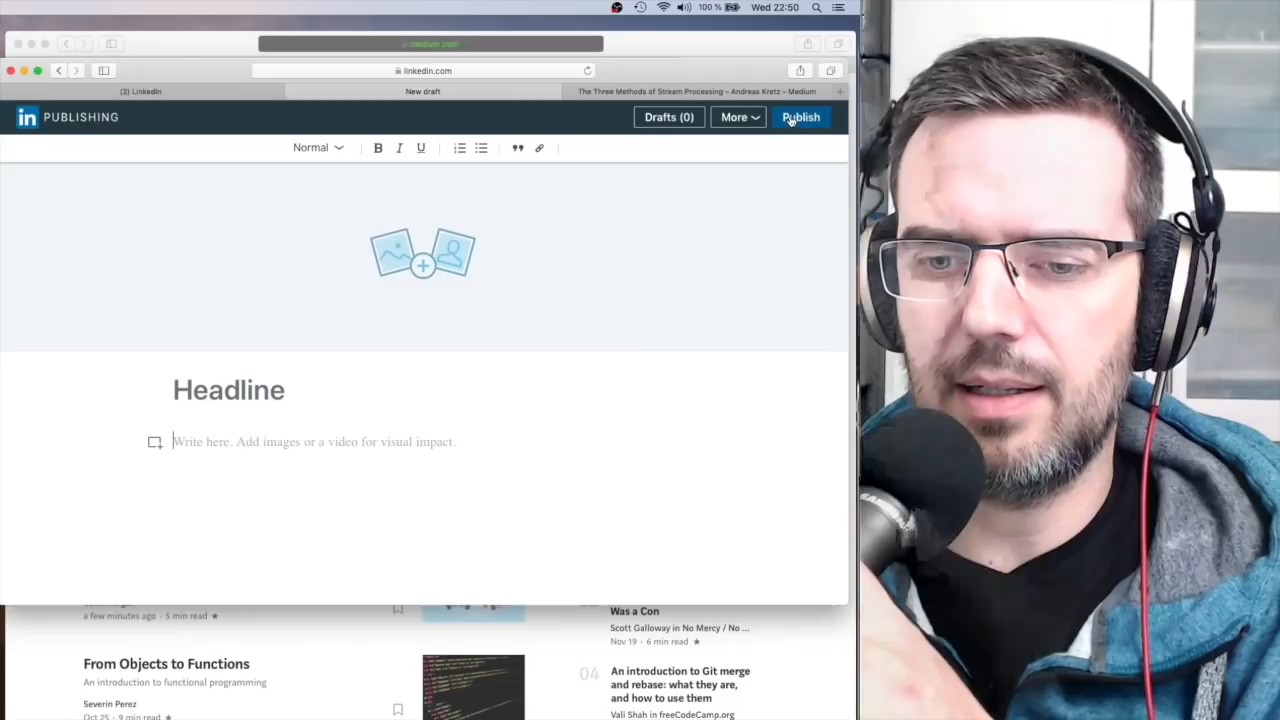 100 % Wed 22:50
medium.com
linkedin.com
(2) LinkedIn New draft The Three Methods of Stream Processing – Andreas Kretz – Medium
in PUBLISHING Drafts (0) More Publish
Normal B I U
Headline
Write here. Add images or a video for visual impact.
a few minutes ago · 5 min read
From Objects to Functions
An introduction to functional programming
Severin Perez
Oct 25 · 9 min read
Was a Con
Scott Galloway in No Mercy / No ...
Nov 19 · 6 min read
04
An introduction to Git merge
and rebase: what they are,
and how to use them
Vali Shah in freeCodeCamp.org